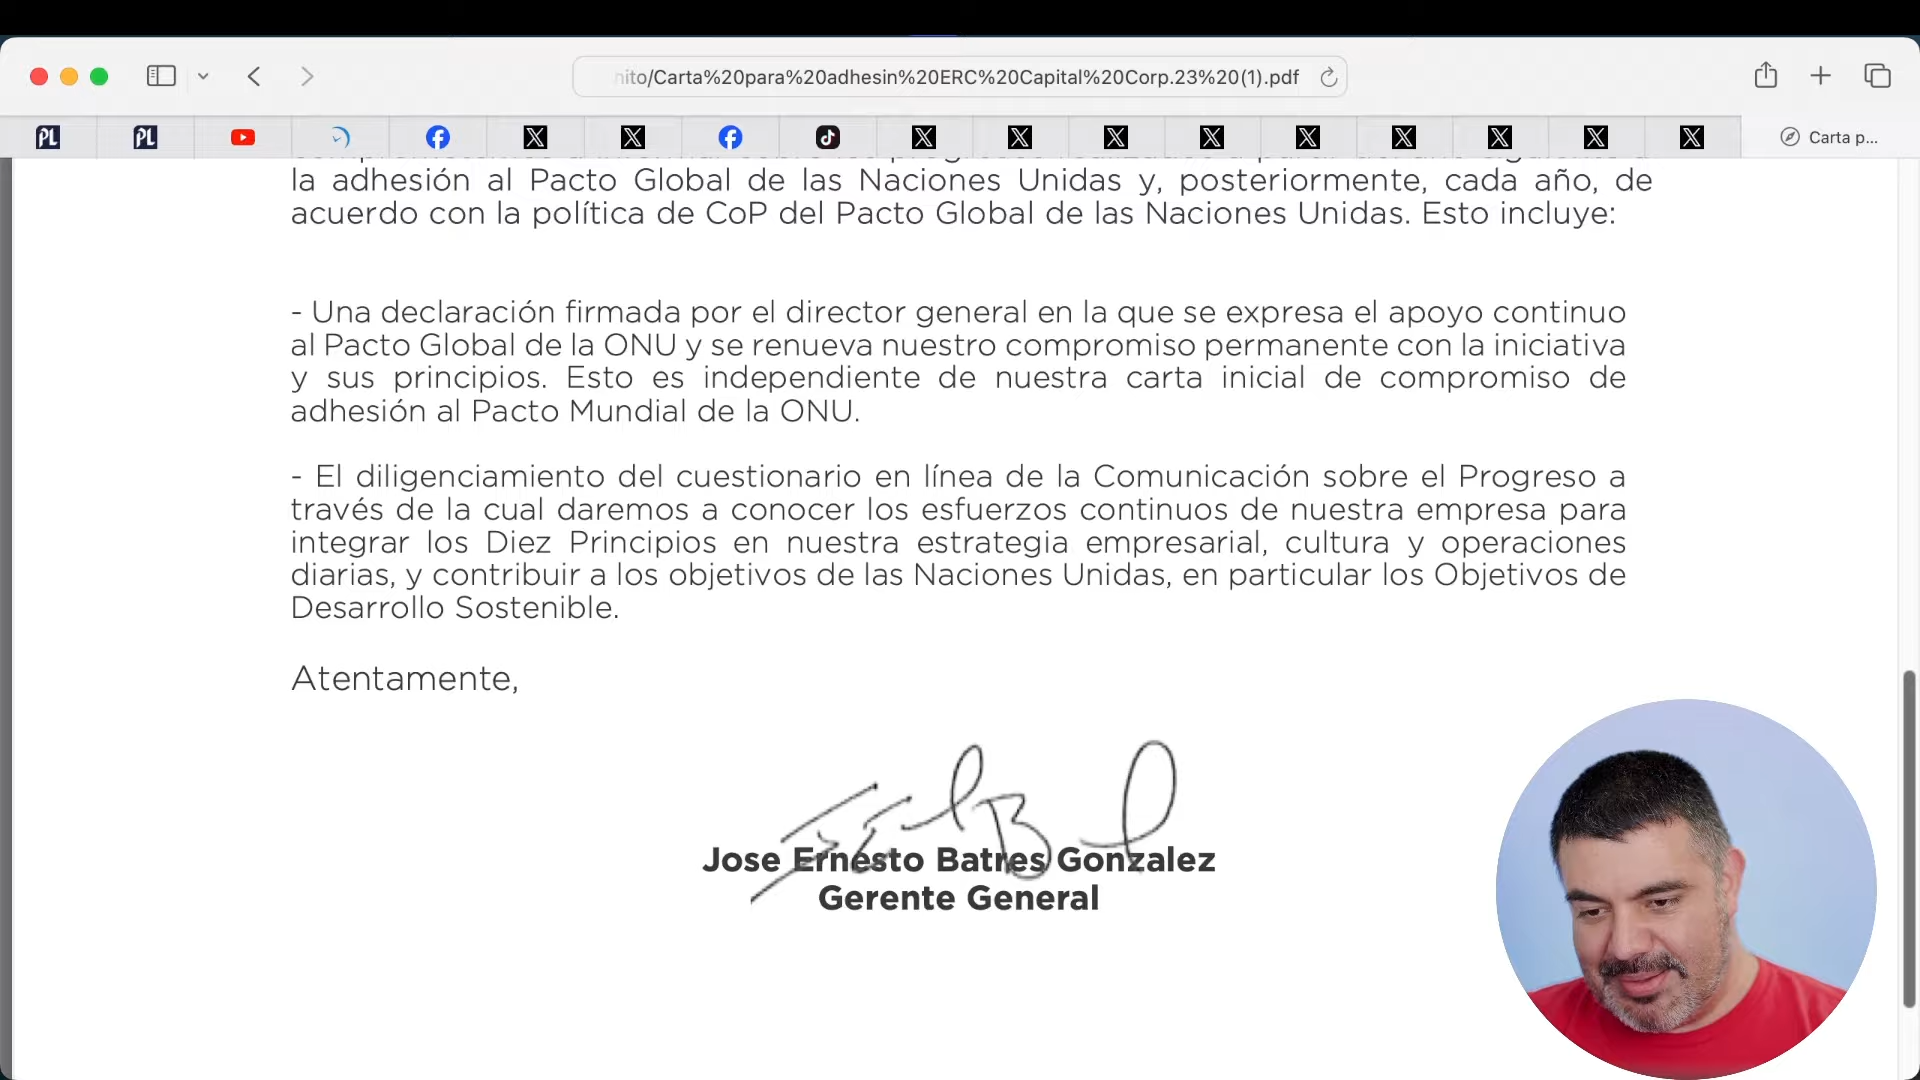 nito/Carta%20para%20adhesin%20ERC%20Capital%20Corp.23%20(1).pdf
Carta p...
la adhesión al Pacto Global de las Naciones Unidas y, posteriormente, cada año, de
acuerdo con la política de CoP del Pacto Global de las Naciones Unidas. Esto incluye:
- Una declaración firmada por el director general en la que se expresa el apoyo continuo
al Pacto Global de la ONU y se renueva nuestro compromiso permanente con la iniciativa
y sus principios. Esto es independiente de nuestra carta inicial de compromiso de
adhesión al Pacto Mundial de la ONU.
- El diligenciamiento del cuestionario en línea de la Comunicación sobre el Progreso a
través de la cual daremos a conocer los esfuerzos continuos de nuestra empresa para
integrar los Diez Principios en nuestra estrategia empresarial, cultura y operaciones
diarias, y contribuir a los objetivos de las Naciones Unidas, en particular los Objetivos de
Desarrollo Sostenible.
Atentamente,
Jose Ernesto Batres Gonzalez
Gerente General